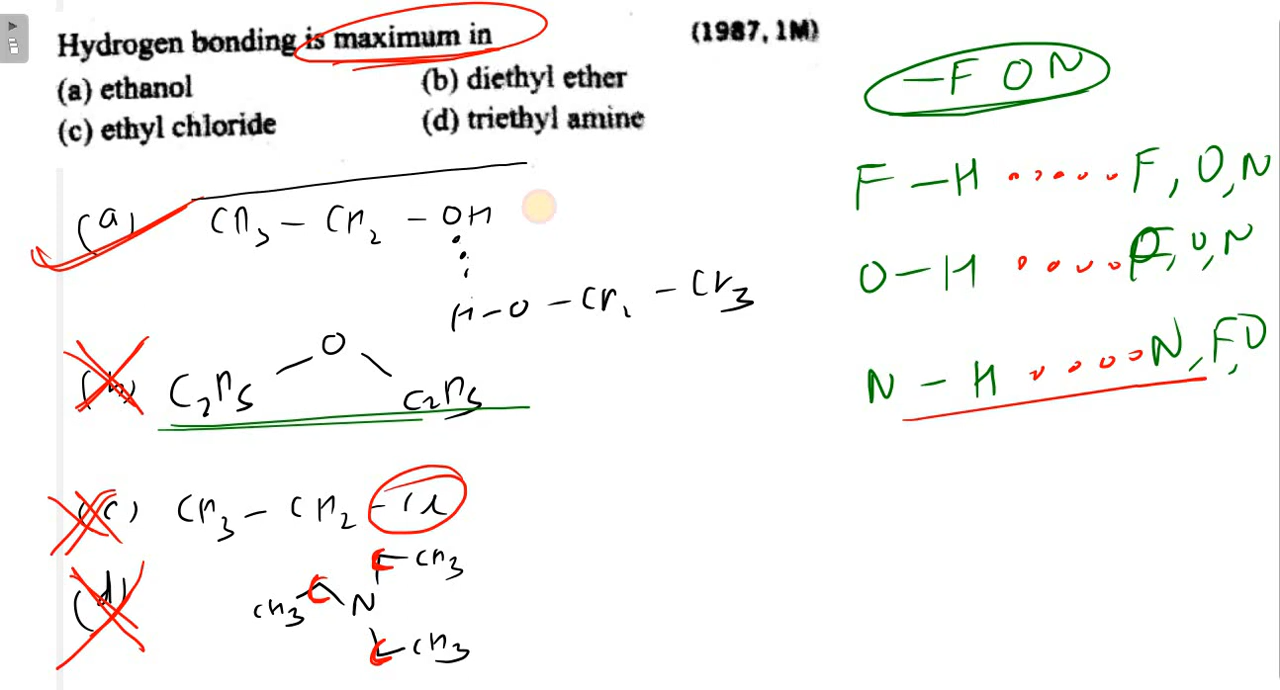 Hydrogen bonding is maximum in (1987, 1M)
(a) ethanol (b) diethyl ether
(c) ethyl chloride (d) triethyl amine
– F O N
F – H ····· F, O, N
O – H ···· F, O, N
N – H ···· N, F, O
(a) CH3 – CH2 – OH
H – O – CH2 – CH3
(b) C2H5 O C2H5
(c) CH3 – CH2 – Cl
(d) CH3 N CH3
CH3